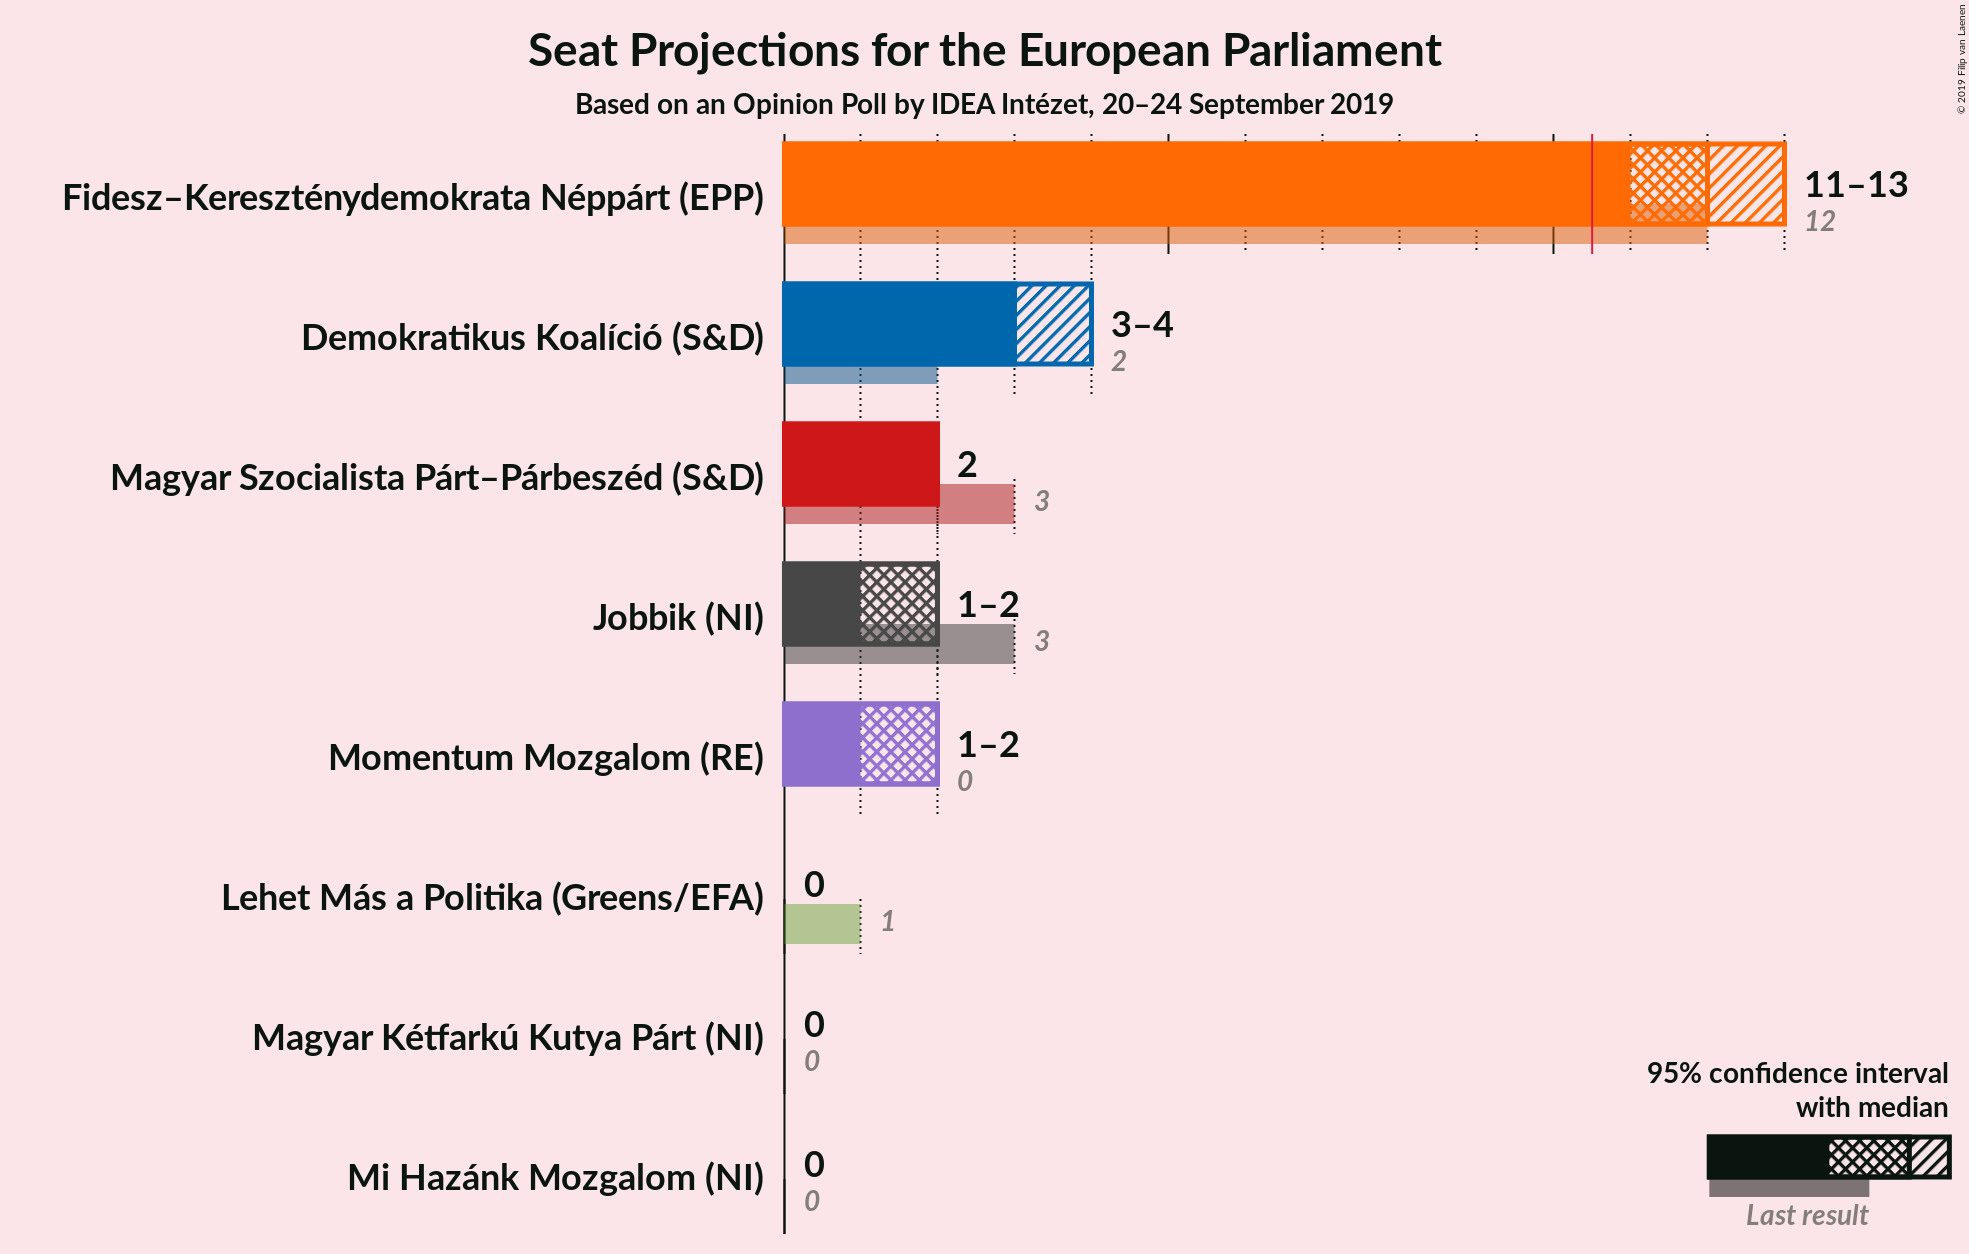 Seat Projections for the European Parliament
Based on an Opinion Poll by IDEA Intézet, 20–24 September 2019
© 2019 Filip van Laenen
Fidesz–Kereszténydemokrata Néppárt (EPP)
11–13
12
Demokratikus Koalíció (S&D)
3–4
2
Magyar Szocialista Párt–Párbeszéd (S&D)
2
3
Jobbik (NI)
1–2
3
Momentum Mozgalom (RE)
1–2
0
Lehet Más a Politika (Greens/EFA)
0
1
Magyar Kétfarkú Kutya Párt (NI)
0
0
Mi Hazánk Mozgalom (NI)
0
0
95% confidence interval
with median
Last result